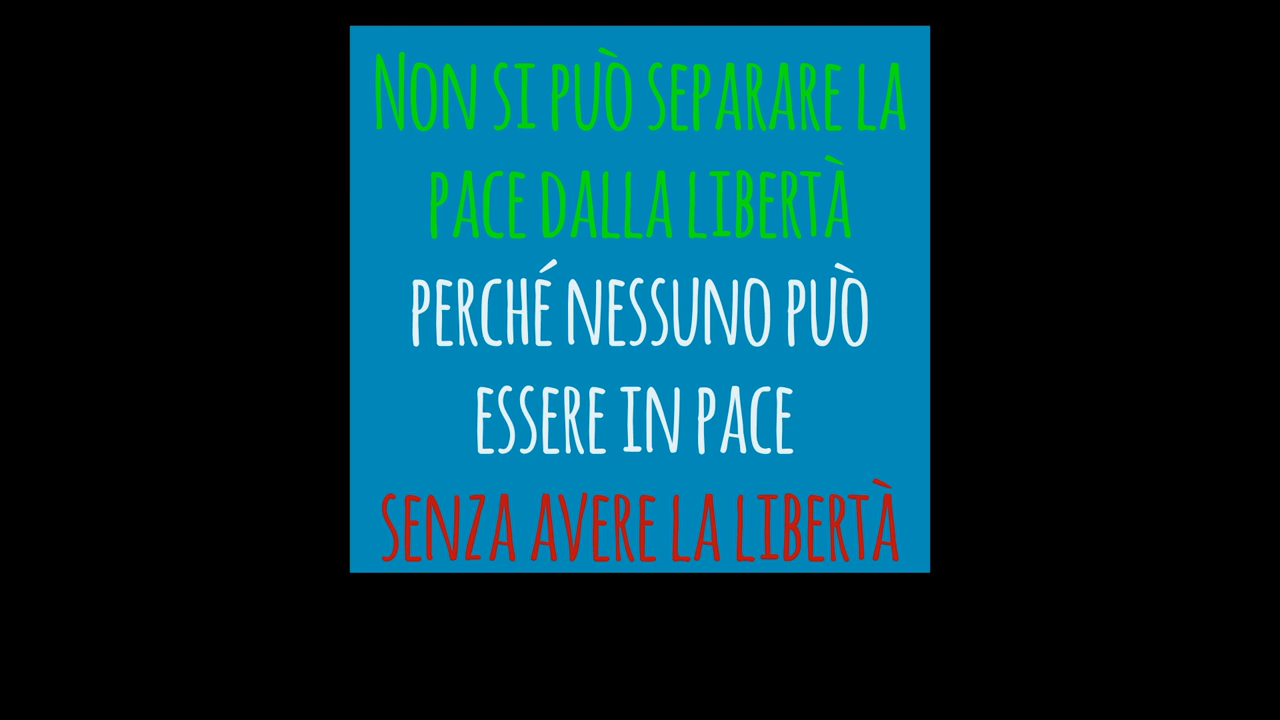 Non si può separare la
pace dalla libertà
perché nessuno può
essere in pace
senza avere la libertà